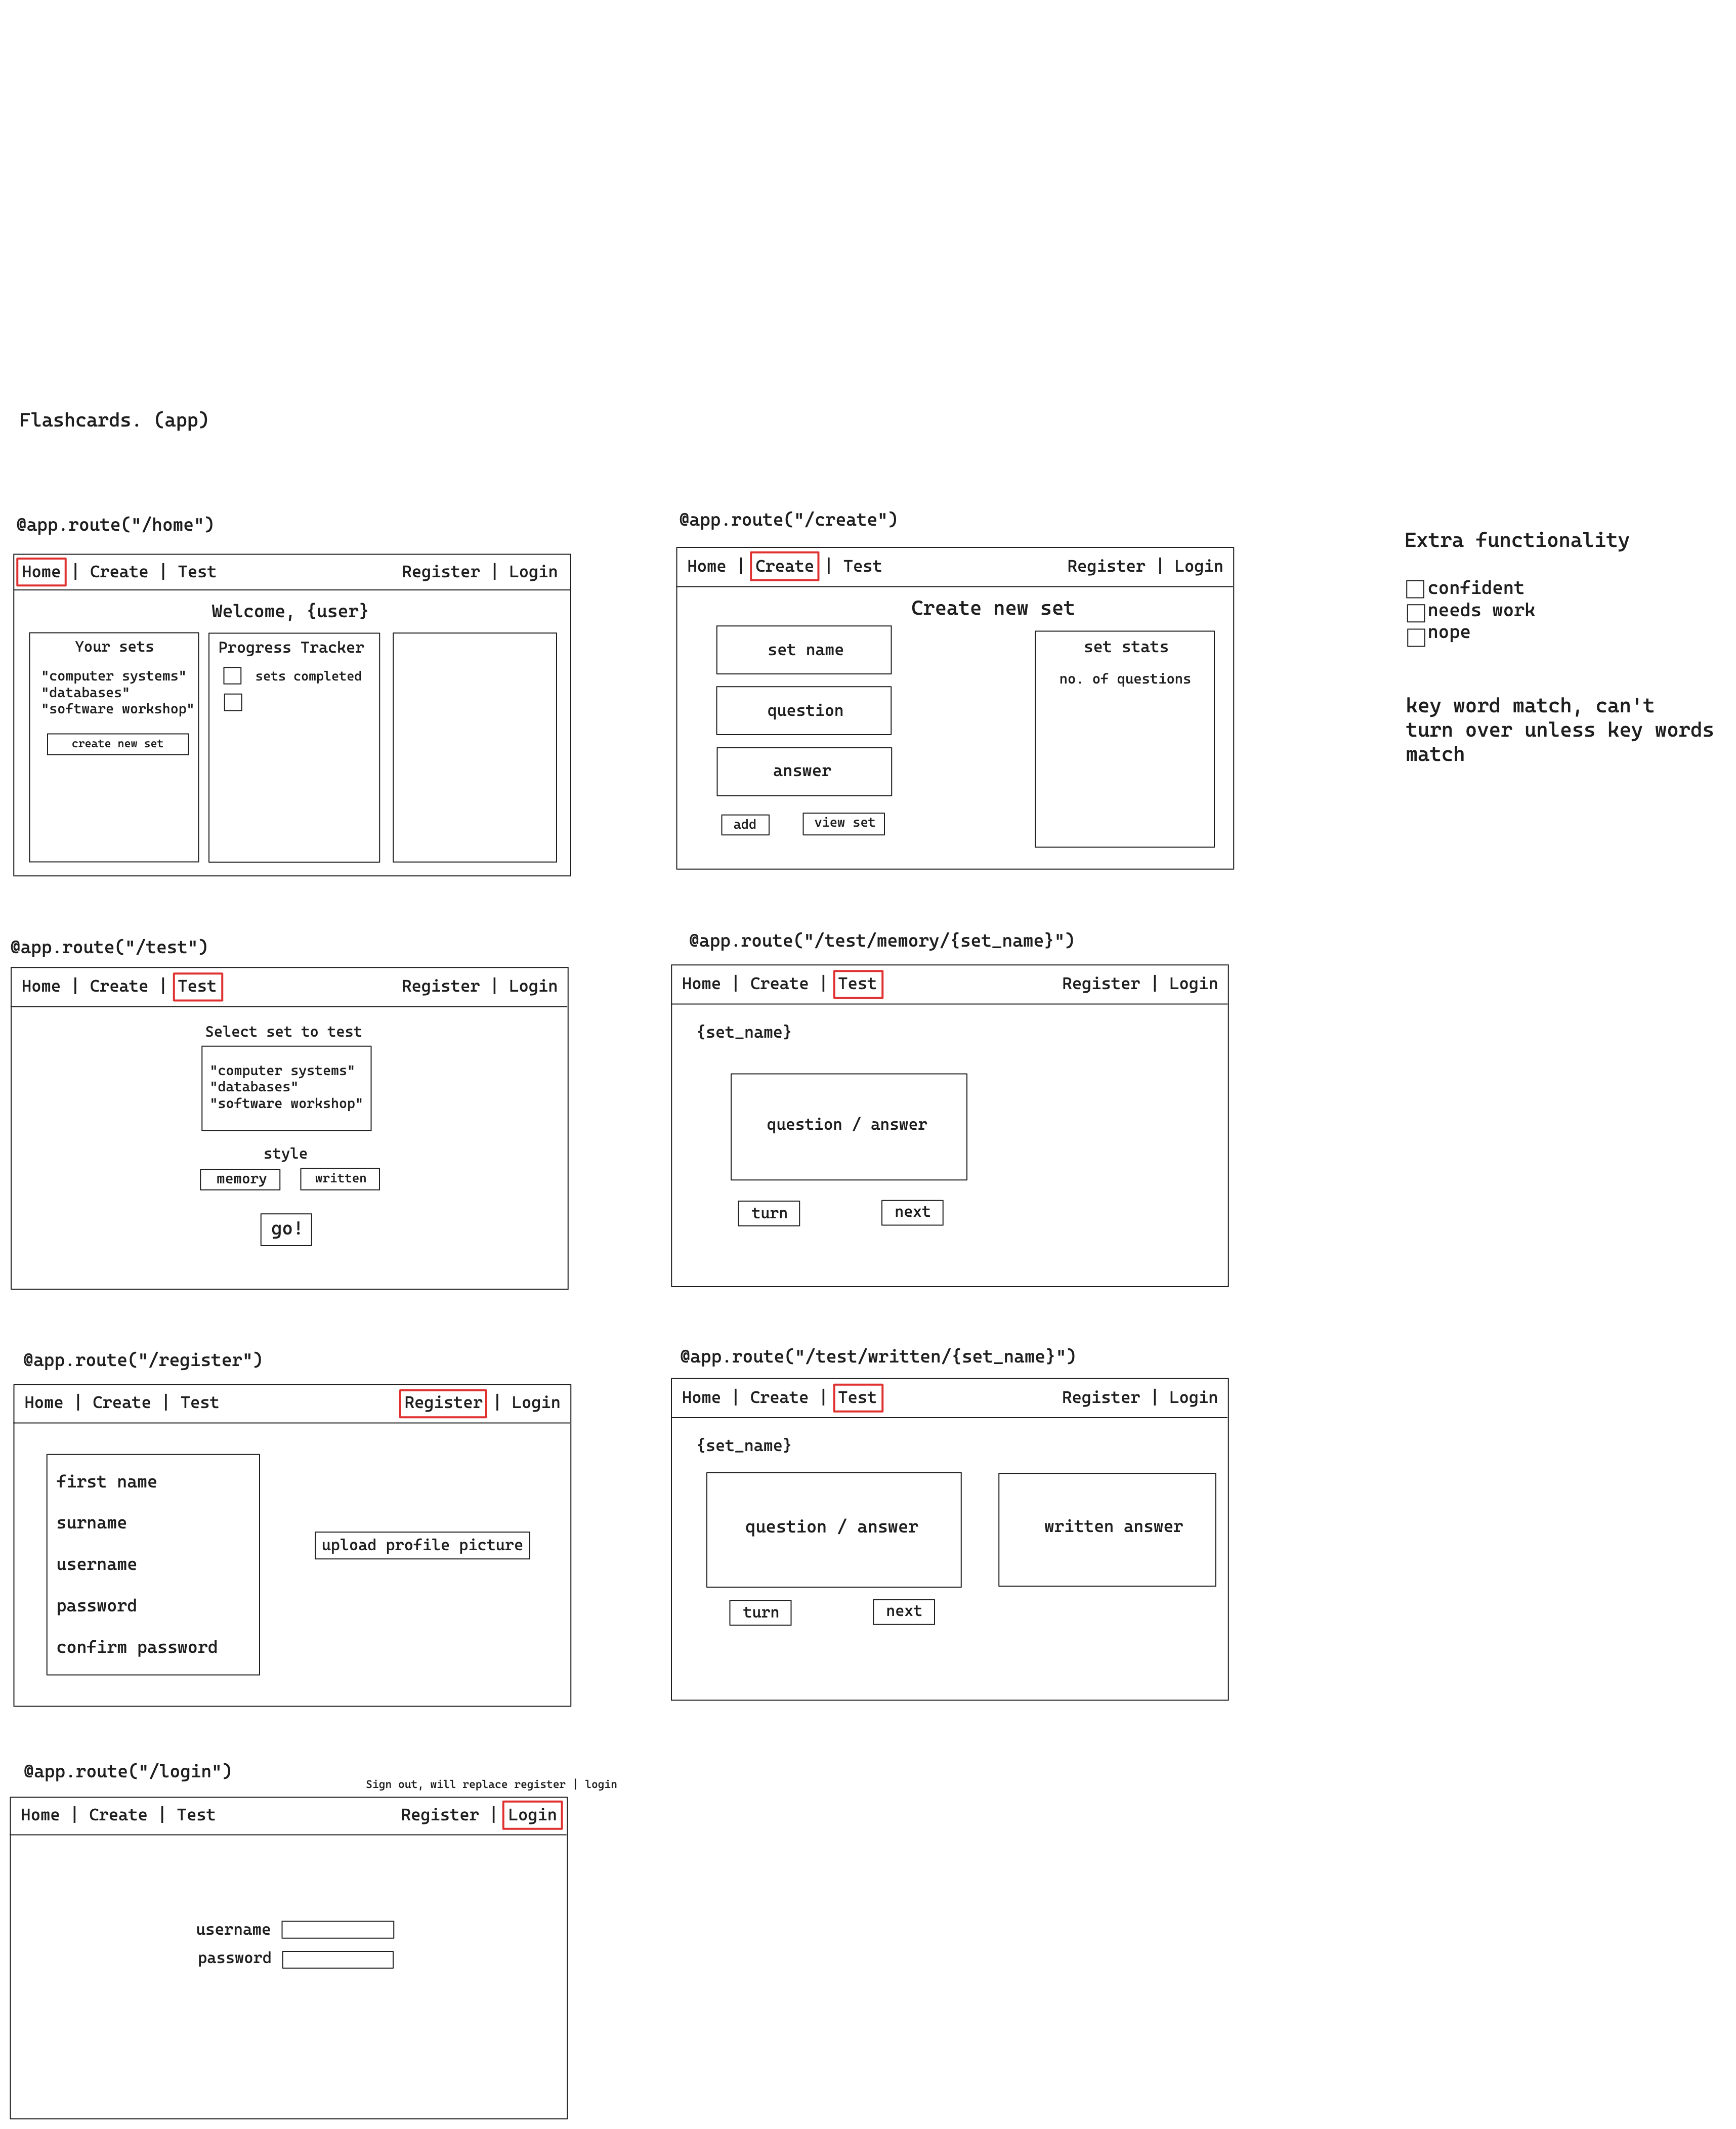 Flashcards. (app)
@app.route("/home")
Home | Create | Test Register | Login
Welcome, {user}
Your sets
"computer systems"
"databases"
"software workshop"
create new set
Progress Tracker
sets completed
@app.route("/create")
Home | Create | Test Register | Login
Create new set
set name
question
answer
add view set
set stats
no. of questions
Extra functionality
confident
needs work
nope
key word match, can't
turn over unless key words
match
@app.route("/test")
Home | Create | Test Register | Login
Select set to test
"computer systems"
"databases"
"software workshop"
style
memory written
go!
@app.route("/test/memory/{set_name}")
Home | Create | Test Register | Login
{set_name}
question / answer
turn next
@app.route("/register")
Home | Create | Test Register | Login
first name
surname
username
password
confirm password
upload profile picture
@app.route("/test/written/{set_name}")
Home | Create | Test Register | Login
{set_name}
question / answer
written answer
turn next
@app.route("/login")
Sign out, will replace register | login
Home | Create | Test Register | Login
username
password